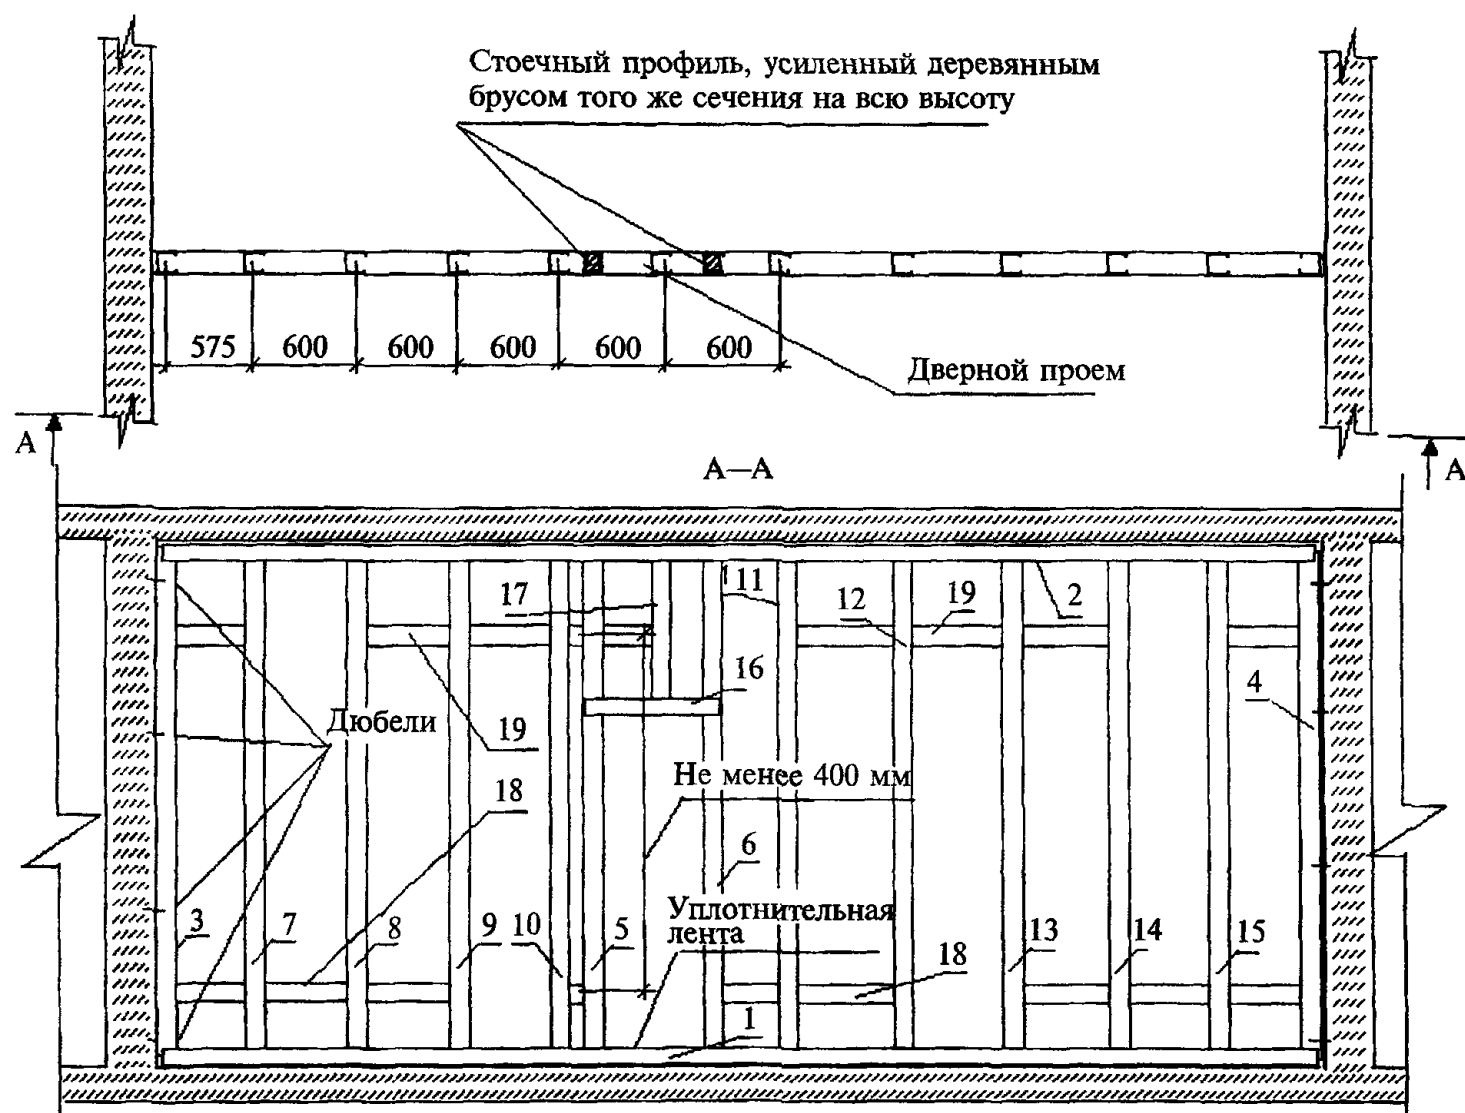 Стоечный профиль, усиленный деревянным
брусом того же сечения на всю высоту
575 600 600 600 600 600
Дверной проем
А А
А—А
17 11 12 19 2
16 4
Дюбели 19
Не менее 400 мм
18
6
Уплотнительная
лента
3 7 8 9 10 5 13 14 15
18
1